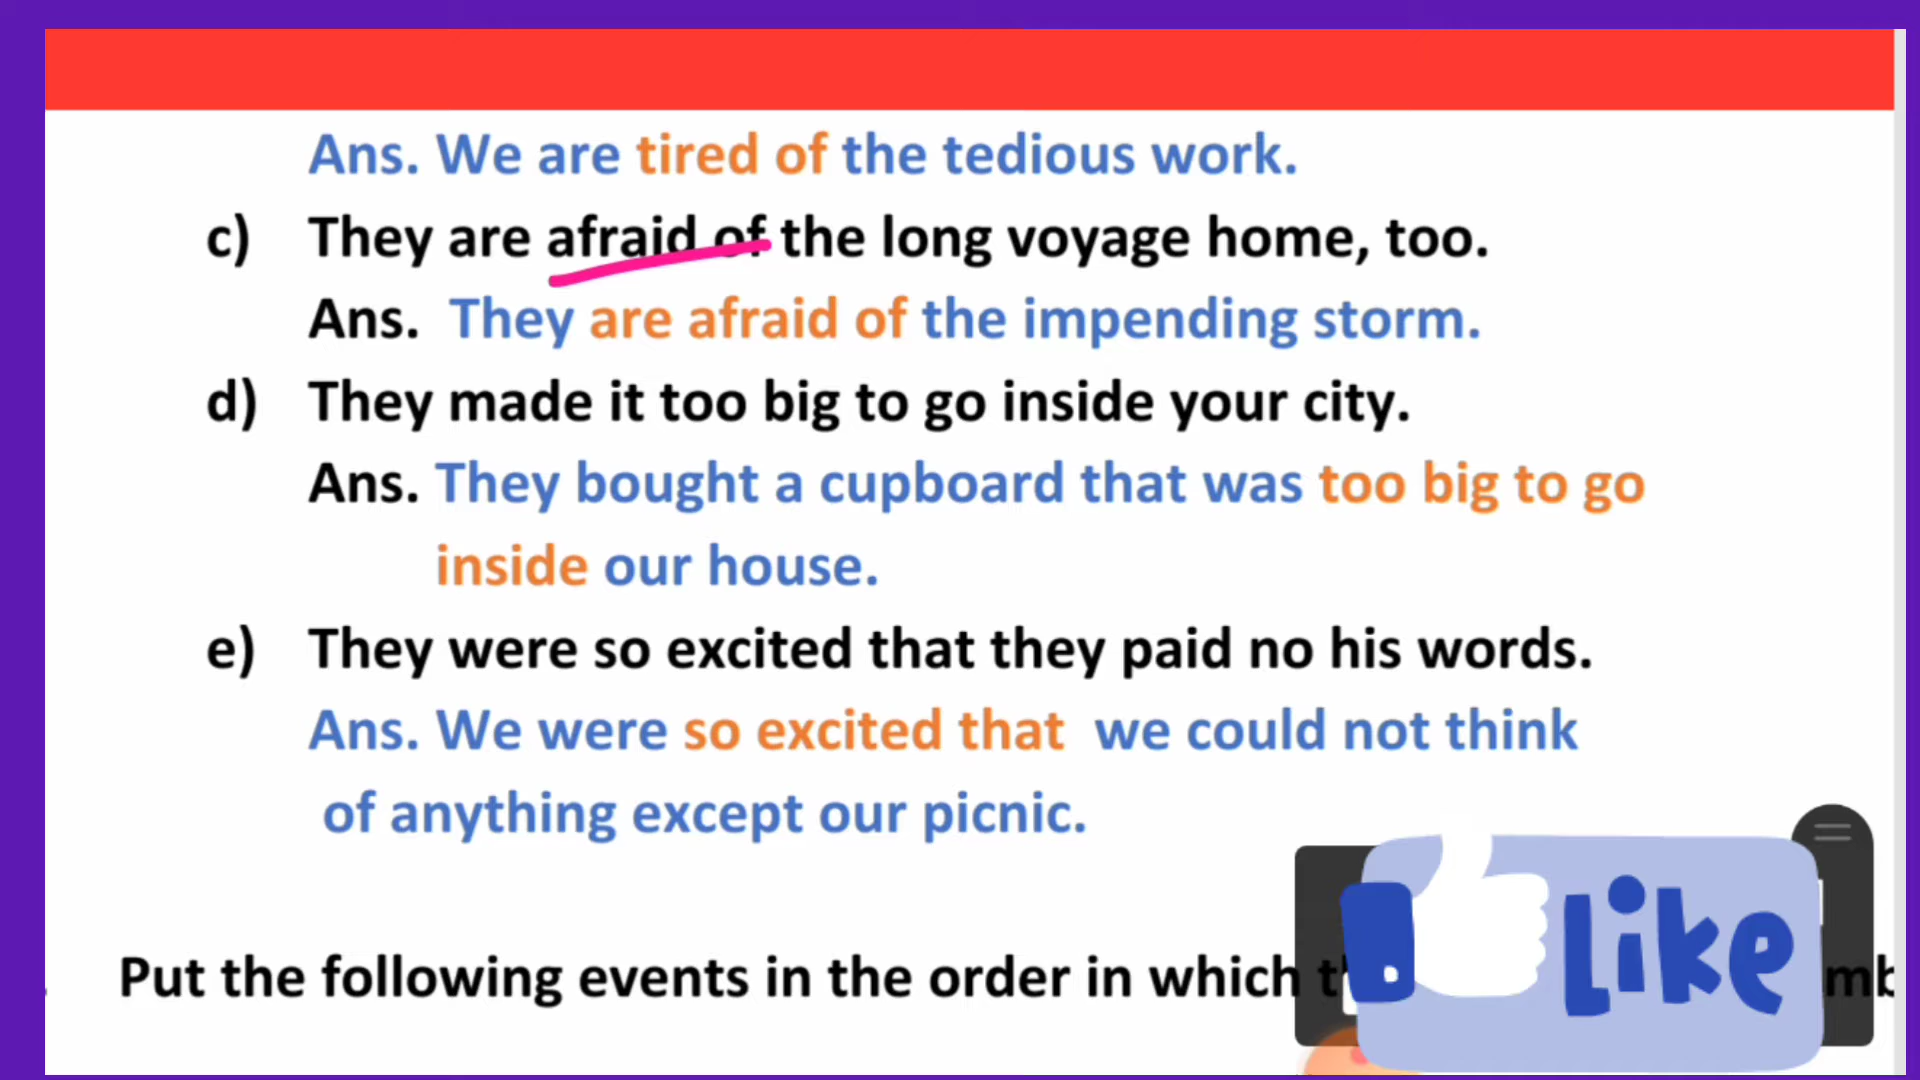 Ans. We are tired of the tedious work.
c) They are afraid of the long voyage home, too.
Ans. They are afraid of the impending storm.
d) They made it too big to go inside your city.
Ans. They bought a cupboard that was too big to go
inside our house.
e) They were so excited that they paid no his words.
Ans. We were so excited that we could not think
of anything except our picnic.
Like
Put the following events in the order in which